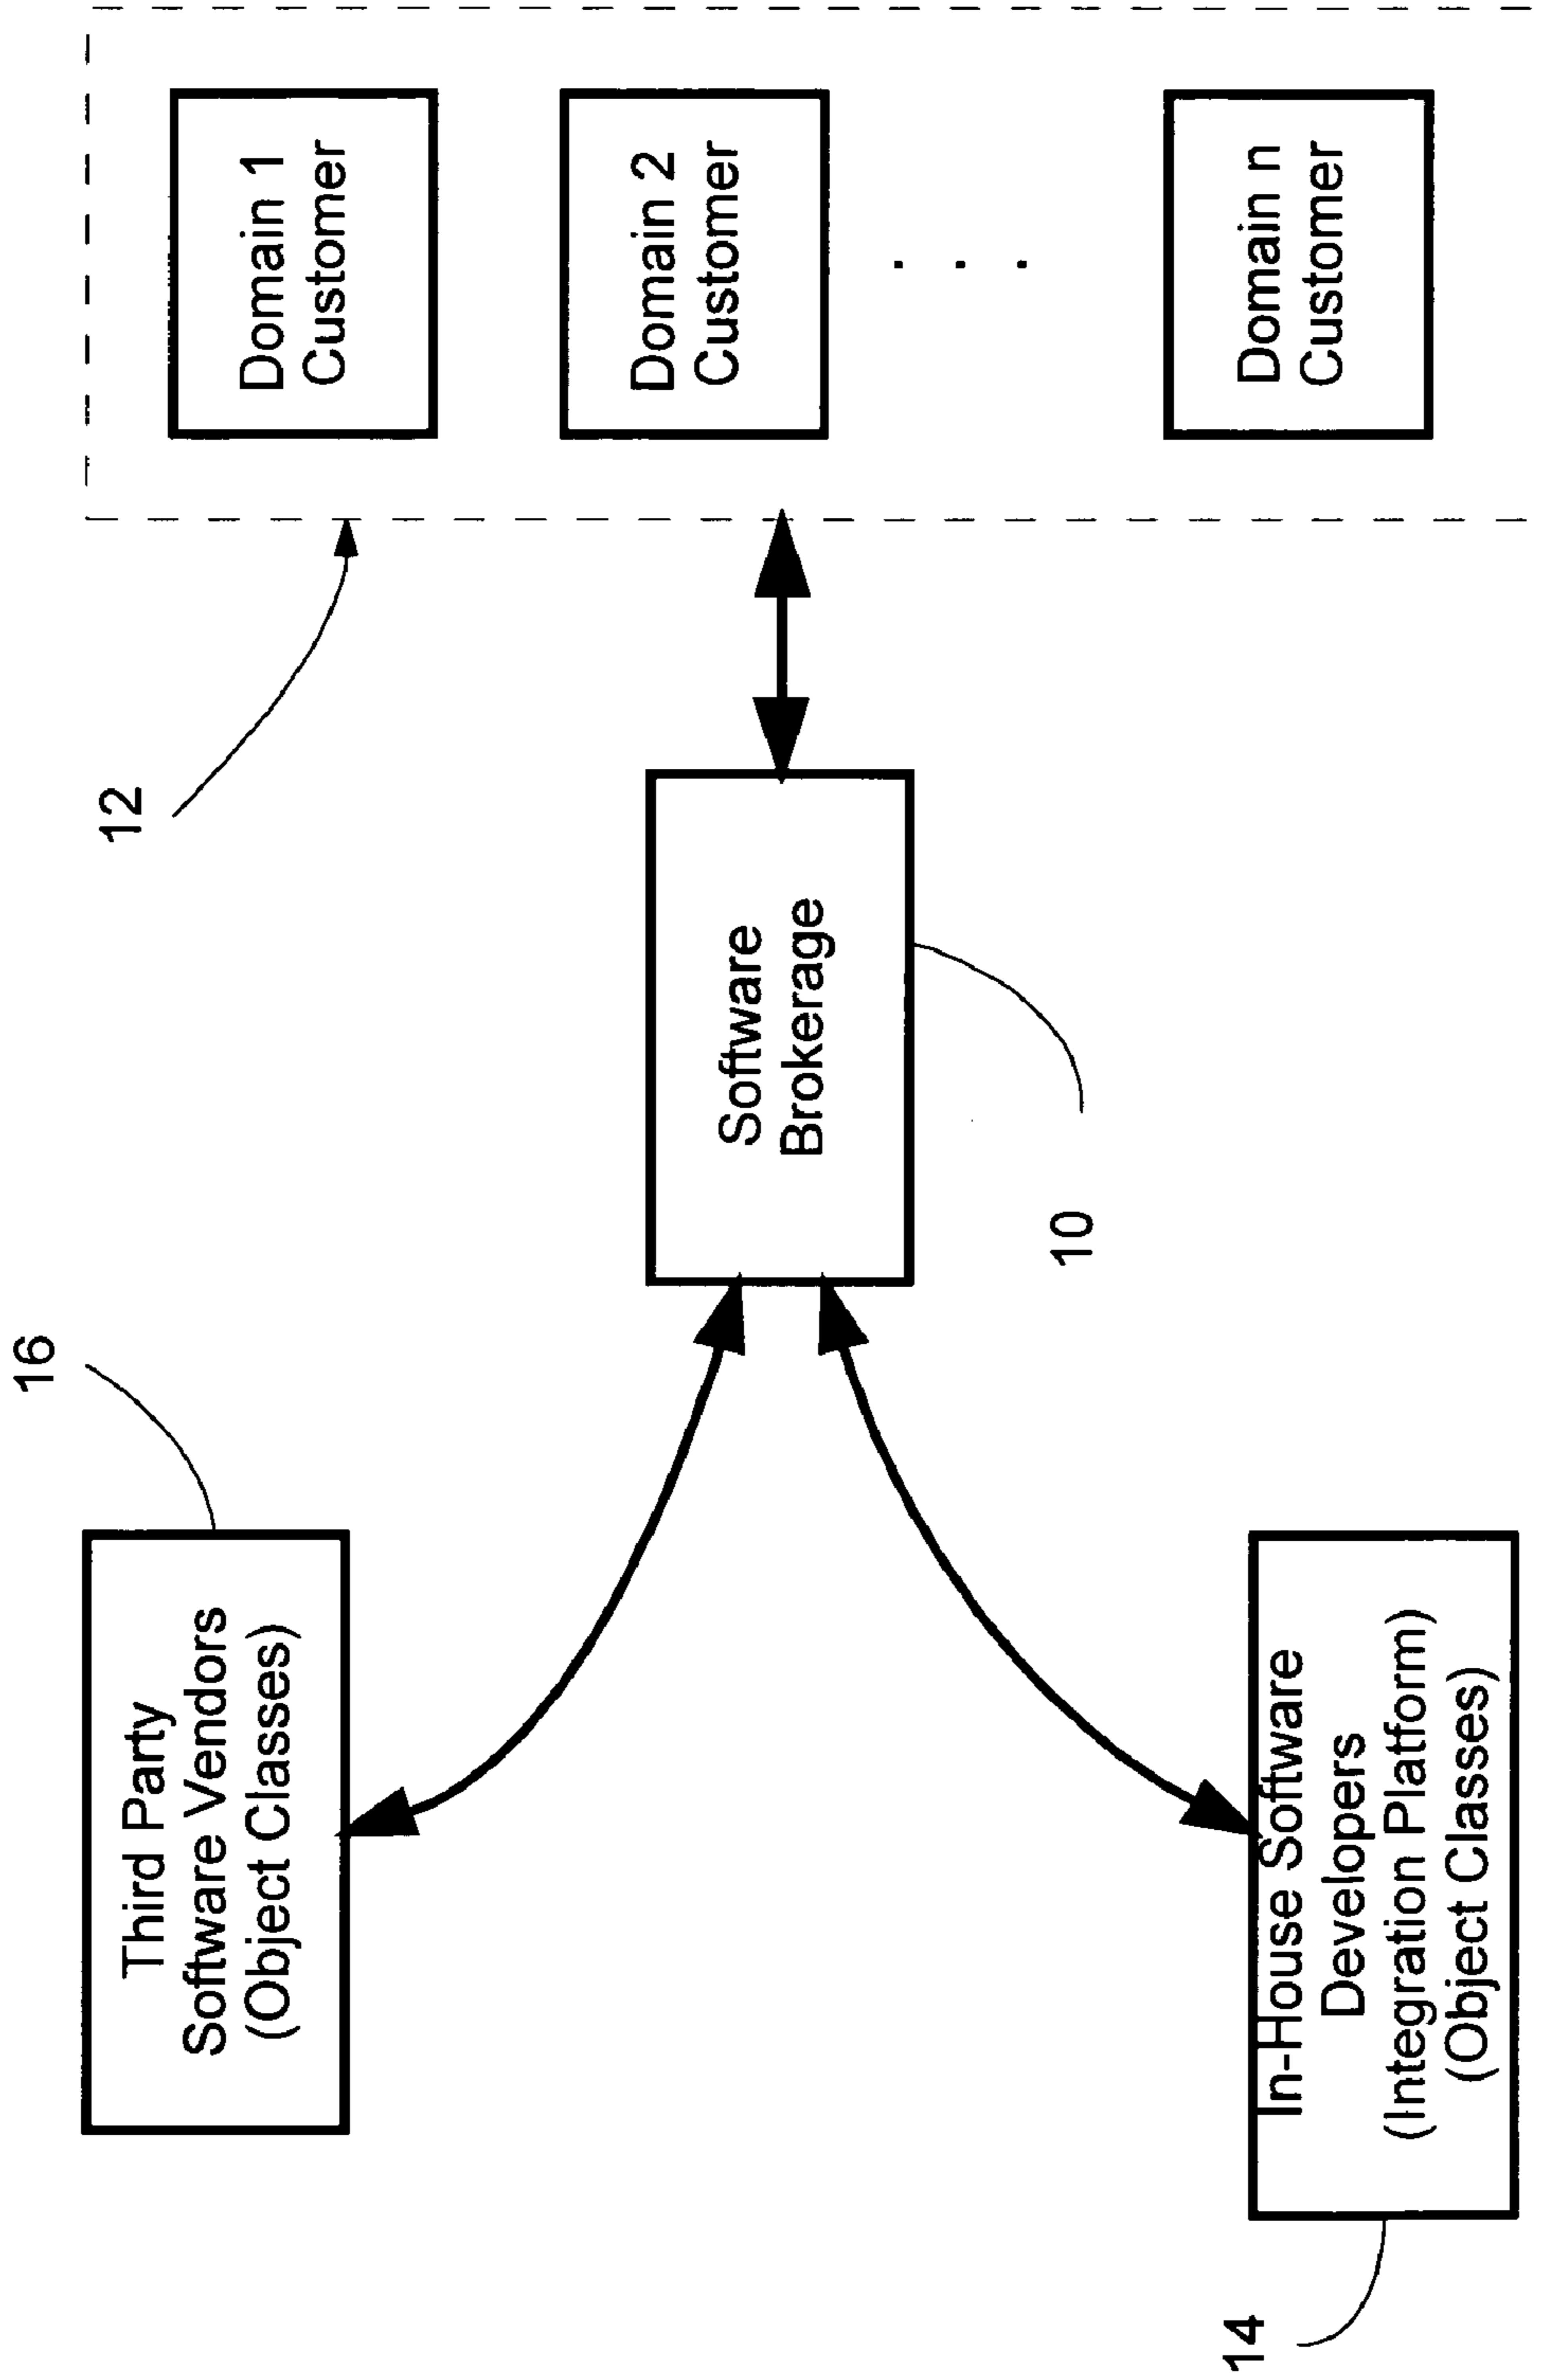 16
Third Party
Software Vendors
(Object Classes)
12
Domain 1
Customer
Software
Brokerage
Domain 2
Customer
. . .
10
14
In-House Software
Developers
(Integration Platform)
(Object Classes)
Domain n
Customer